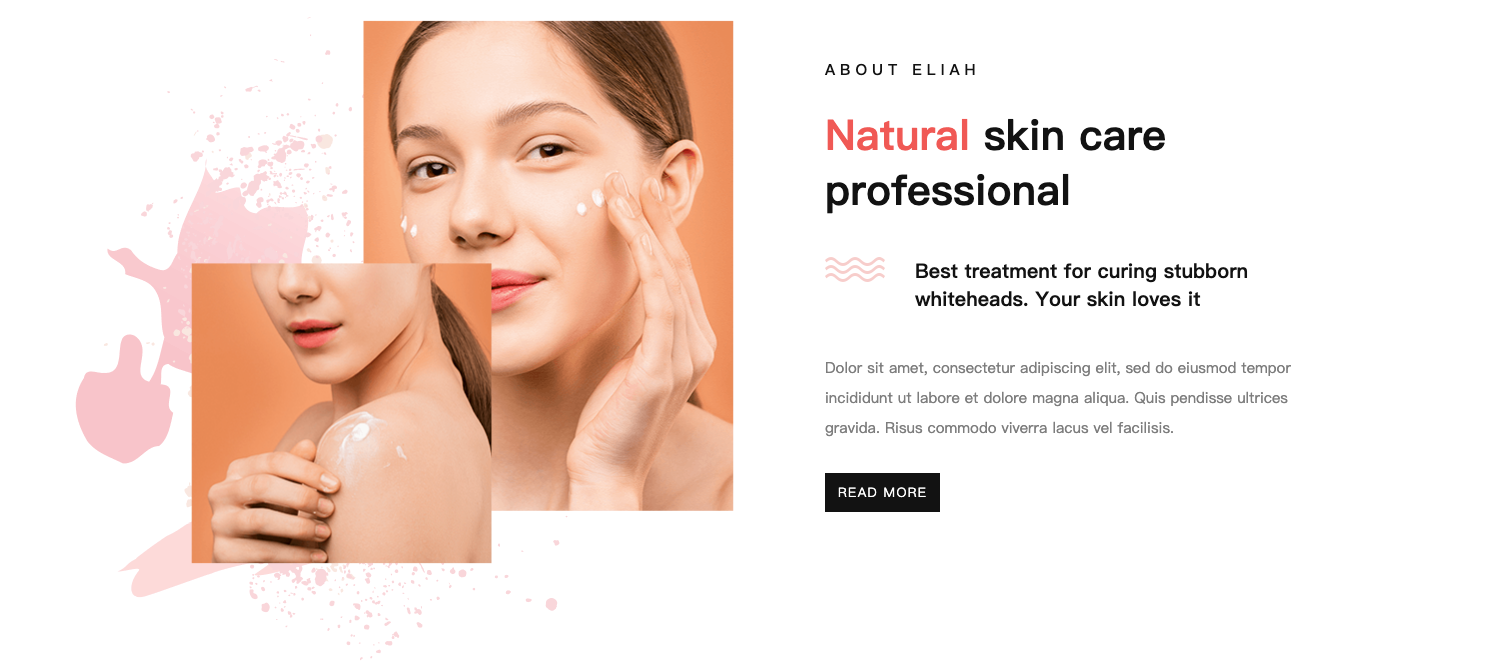 ABOUT ELIAH
Natural skin care
professional
Best treatment for curing stubborn
whiteheads. Your skin loves it
Dolor sit amet, consectetur adipiscing elit, sed do eiusmod tempor
incididunt ut labore et dolore magna aliqua. Quis pendisse ultrices
gravida. Risus commodo viverra lacus vel facilisis.
READ MORE